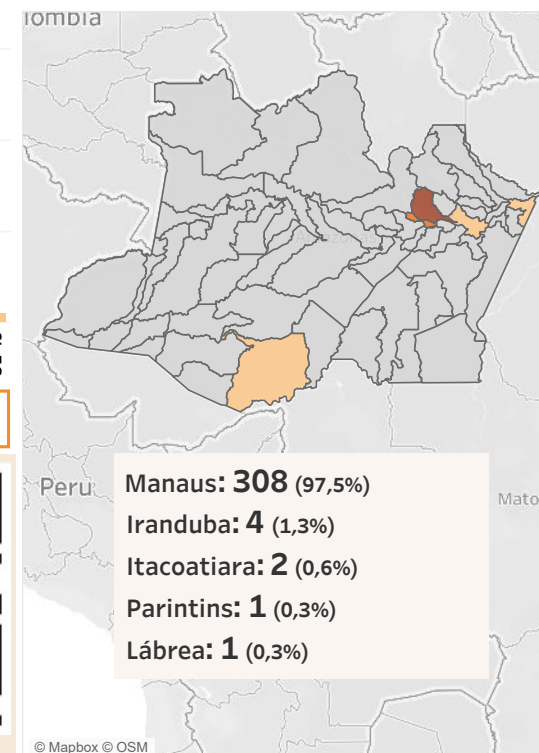 lombia
Amazonas
Peru
Mato
Manaus: 308 (97,5%)
Iranduba: 4 (1,3%)
Itacoatiara: 2 (0,6%)
Parintins: 1 (0,3%)
Lábrea: 1 (0,3%)
© Mapbox © OSM